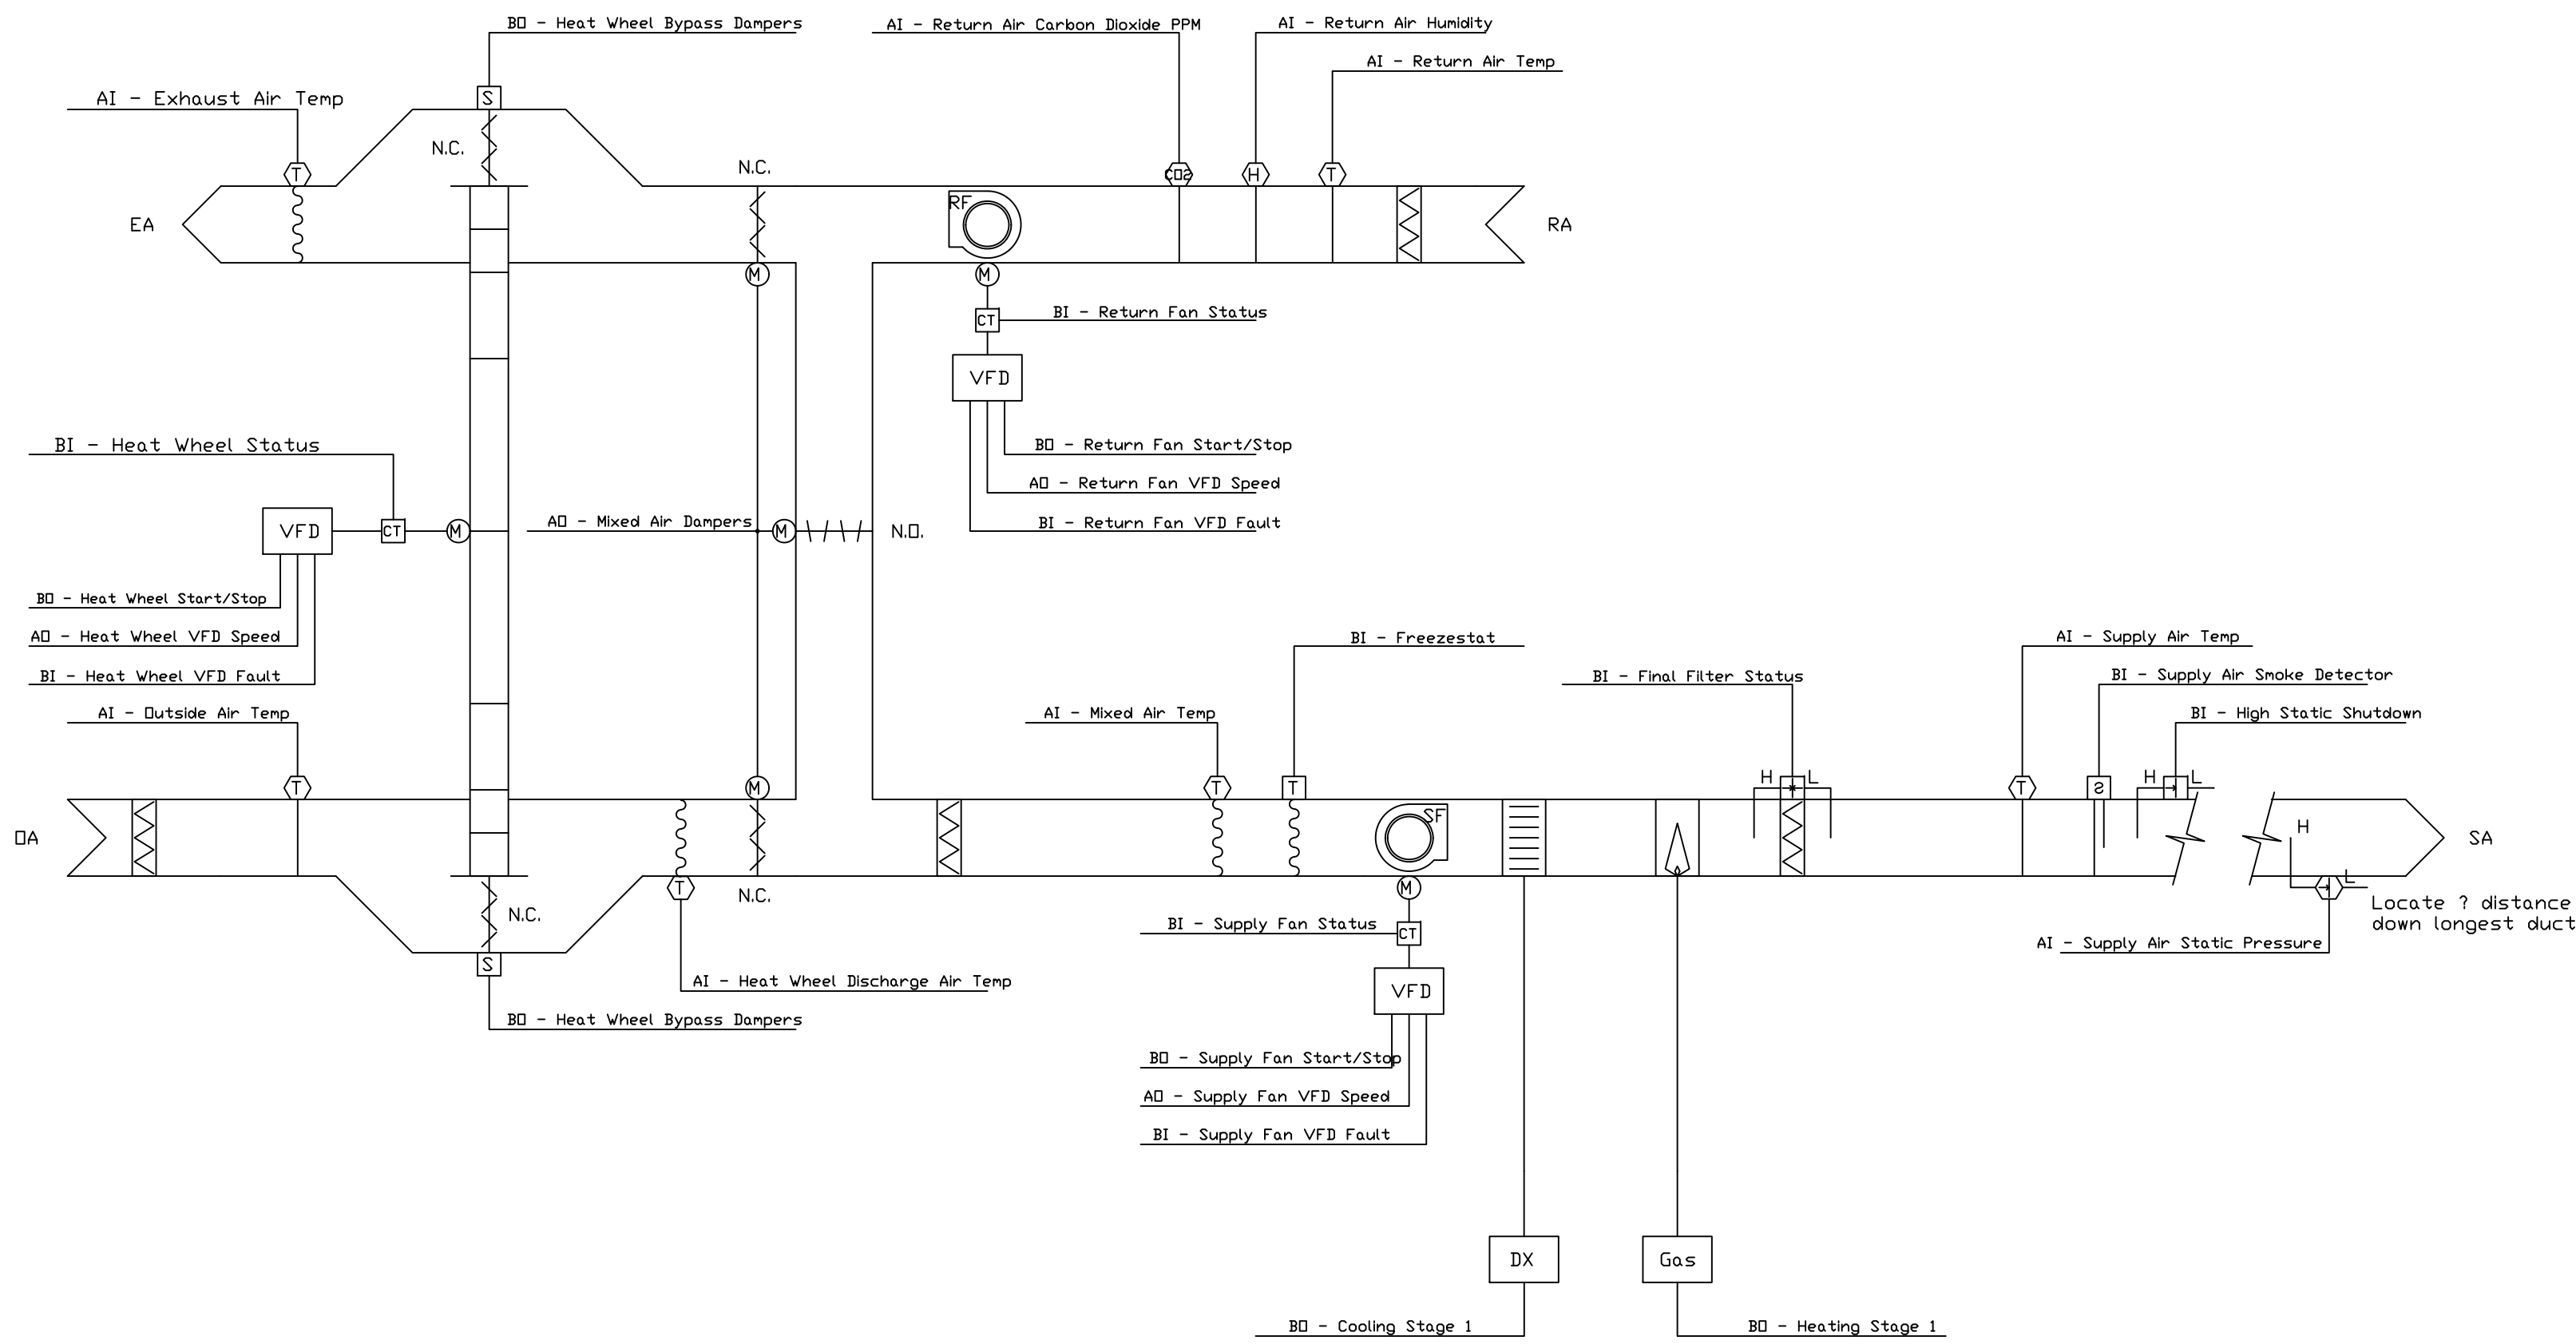 BO - Heat Wheel Bypass Dampers
AI - Return Air Carbon Dioxide PPM
AI - Return Air Humidity
AI - Return Air Temp
AI - Exhaust Air Temp
S
N.C.
N.C.
T
CO2
H
T
EA
RF
RA
M
M
CT
BI - Return Fan Status
VFD
BI - Heat Wheel Status
BO - Return Fan Start/Stop
AO - Return Fan VFD Speed
BI - Return Fan VFD Fault
VFD
CT
M
AO - Mixed Air Dampers
M
N.O.
BO - Heat Wheel Start/Stop
AO - Heat Wheel VFD Speed
BI - Heat Wheel VFD Fault
BI - Freezestat
AI - Supply Air Temp
BI - Final Filter Status
BI - Supply Air Smoke Detector
AI - Outside Air Temp
AI - Mixed Air Temp
BI - High Static Shutdown
T
M
T
T
H
L
T
S
H
L
OA
SF
H
SA
T
N.C.
N.C.
M
L
Locate ? distance
down longest duct
BI - Supply Fan Status
CT
AI - Supply Air Static Pressure
S
AI - Heat Wheel Discharge Air Temp
VFD
BO - Heat Wheel Bypass Dampers
BO - Supply Fan Start/Stop
AO - Supply Fan VFD Speed
BI - Supply Fan VFD Fault
DX
Gas
BO - Cooling Stage 1
BO - Heating Stage 1